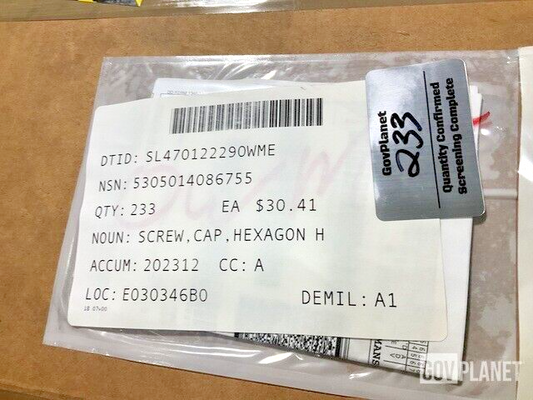 DTID: SL470122290WME
NSN: 5305014086755
QTY: 233 EA $30.41
NOUN: SCREW,CAP,HEXAGON H
ACCUM: 202312 CC: A
LOC: E030346B0 DEMIL: A1
GovPlanet
233
Quantity Confirmed
Screening Complete
GOVPLANET